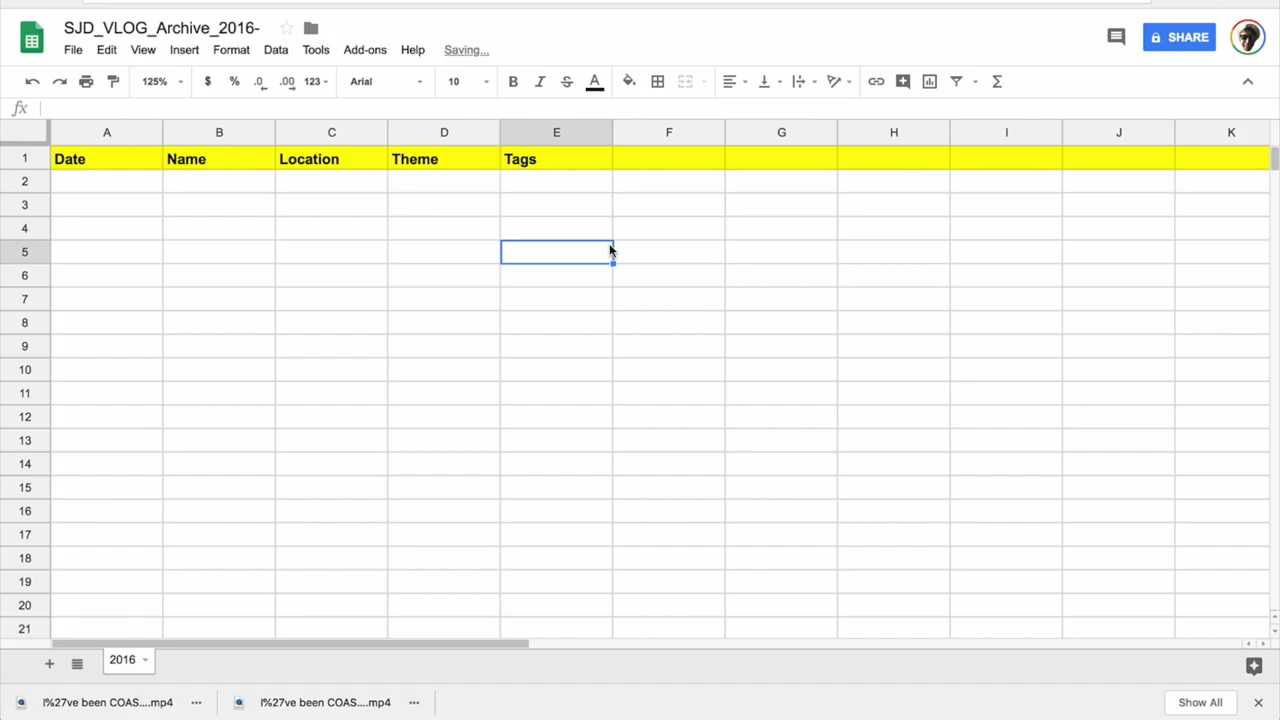 SJD_VLOG_Archive_2016-
File Edit View Insert Format Data Tools Add-ons Help Saving...
SHARE
125% $ % .0 .00 123 Arial 10 B I S A Σ
fx
A B C D E F G H I J K
1 Date Name Location Theme Tags
2
3
4
5
6
7
8
9
10
11
12
13
14
15
16
17
18
19
20
21
+ 2016
I%27ve been COAS....mp4 I%27ve been COAS....mp4 Show All